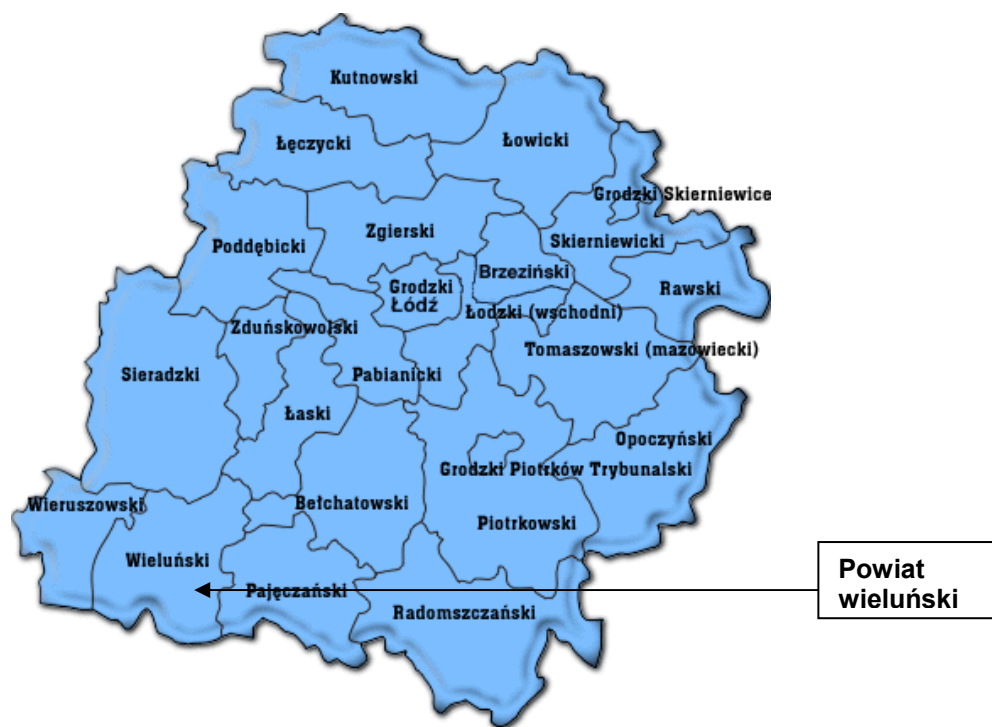 Kutnowski
Łęczycki
Łowicki
Grodzki Skierniewice
Zgierski
Skierniewicki
Poddębicki
Brzeziński
Grodzki
Łódź
Rawski
Zduńskowolski
Łodzki (wschodni)
Tomaszowski (mazowiecki)
Sieradzki
Pabianicki
Łaski
Opoczyński
Grodzki Piotrków Trybunalski
Wieruszowski
Bełchatowski
Piotrkowski
Wieluński
Pajęczański
Radomszczański
Powiat
wieluński